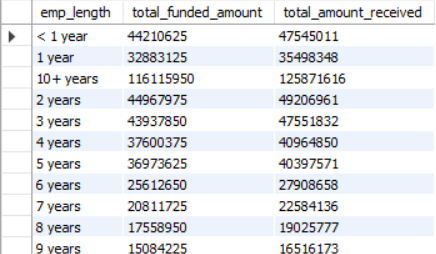 emp_length total_funded_amount total_amount_received
< 1 year 44210625 47545011
1 year 32883125 35498348
10+ years 116115950 125871616
2 years 44967975 49206961
3 years 43937850 47551832
4 years 37600375 40964850
5 years 36973625 40397571
6 years 25612650 27908658
7 years 20811725 22584136
8 years 17558950 19025777
9 years 15084225 16516173